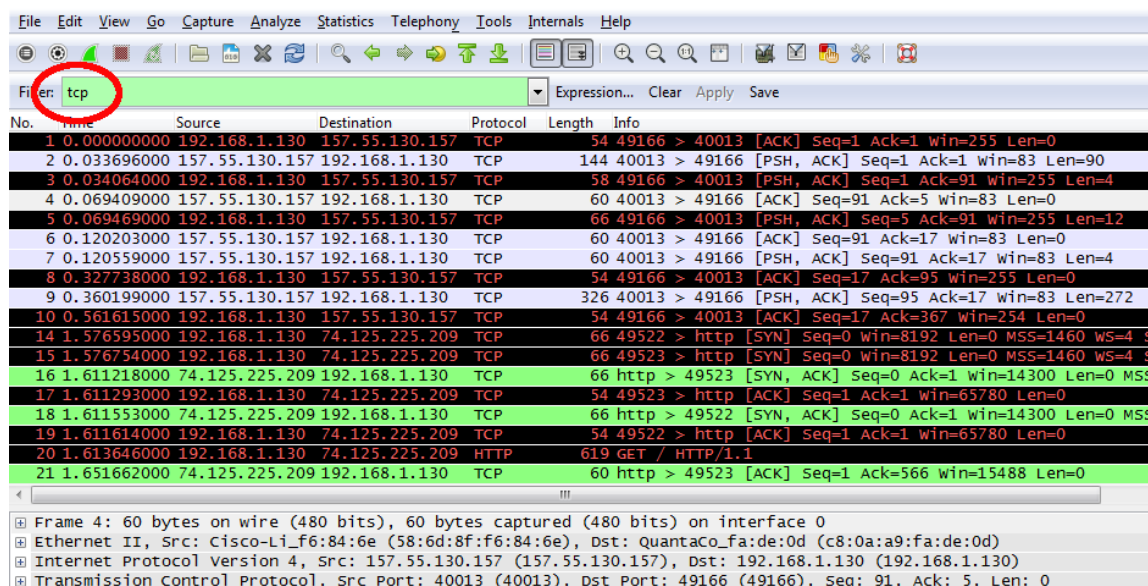 File Edit View Go Capture Analyze Statistics Telephony Tools Internals Help
Filter: tcp Expression... Clear Apply Save
No. Time Source Destination Protocol Length Info
1 0.000000000 192.168.1.130 157.55.130.157 TCP 54 49166 > 40013 [ACK] Seq=1 Ack=1 Win=255 Len=0
2 0.033696000 157.55.130.157 192.168.1.130 TCP 144 40013 > 49166 [PSH, ACK] Seq=1 Ack=1 Win=83 Len=90
3 0.034064000 192.168.1.130 157.55.130.157 TCP 58 49166 > 40013 [PSH, ACK] Seq=1 Ack=91 Win=255 Len=4
4 0.069409000 157.55.130.157 192.168.1.130 TCP 60 40013 > 49166 [ACK] Seq=91 Ack=5 Win=83 Len=0
5 0.069469000 192.168.1.130 157.55.130.157 TCP 66 49166 > 40013 [PSH, ACK] Seq=5 Ack=91 Win=255 Len=12
6 0.120203000 157.55.130.157 192.168.1.130 TCP 60 40013 > 49166 [ACK] Seq=91 Ack=17 Win=83 Len=0
7 0.120559000 157.55.130.157 192.168.1.130 TCP 60 40013 > 49166 [PSH, ACK] Seq=91 Ack=17 Win=83 Len=4
8 0.327738000 192.168.1.130 157.55.130.157 TCP 54 49166 > 40013 [ACK] Seq=17 Ack=95 Win=255 Len=0
9 0.360199000 157.55.130.157 192.168.1.130 TCP 326 40013 > 49166 [PSH, ACK] Seq=95 Ack=17 Win=83 Len=272
10 0.561615000 192.168.1.130 157.55.130.157 TCP 54 49166 > 40013 [ACK] Seq=17 Ack=367 Win=254 Len=0
14 1.576595000 192.168.1.130 74.125.225.209 TCP 66 49522 > http [SYN] Seq=0 Win=8192 Len=0 MSS=1460 WS=4 S
15 1.576754000 192.168.1.130 74.125.225.209 TCP 66 49523 > http [SYN] Seq=0 Win=8192 Len=0 MSS=1460 WS=4 S
16 1.611218000 74.125.225.209 192.168.1.130 TCP 66 http > 49523 [SYN, ACK] Seq=0 Ack=1 Win=14300 Len=0 MSS
17 1.611293000 192.168.1.130 74.125.225.209 TCP 54 49523 > http [ACK] Seq=1 Ack=1 Win=65780 Len=0
18 1.611553000 74.125.225.209 192.168.1.130 TCP 66 http > 49522 [SYN, ACK] Seq=0 Ack=1 Win=14300 Len=0 MSS
19 1.611614000 192.168.1.130 74.125.225.209 TCP 54 49522 > http [ACK] Seq=1 Ack=1 Win=65780 Len=0
20 1.613646000 192.168.1.130 74.125.225.209 HTTP 619 GET / HTTP/1.1
21 1.651662000 74.125.225.209 192.168.1.130 TCP 60 http > 49523 [ACK] Seq=1 Ack=566 Win=15488 Len=0
Frame 4: 60 bytes on wire (480 bits), 60 bytes captured (480 bits) on interface 0
Ethernet II, Src: Cisco-Li_f6:84:6e (58:6d:8f:f6:84:6e), Dst: QuantaCo_fa:de:0d (c8:0a:a9:fa:de:0d)
Internet Protocol Version 4, Src: 157.55.130.157 (157.55.130.157), Dst: 192.168.1.130 (192.168.1.130)
Transmission Control Protocol, Src Port: 40013 (40013), Dst Port: 49166 (49166), Seq: 91, Ack: 5, Len: 0